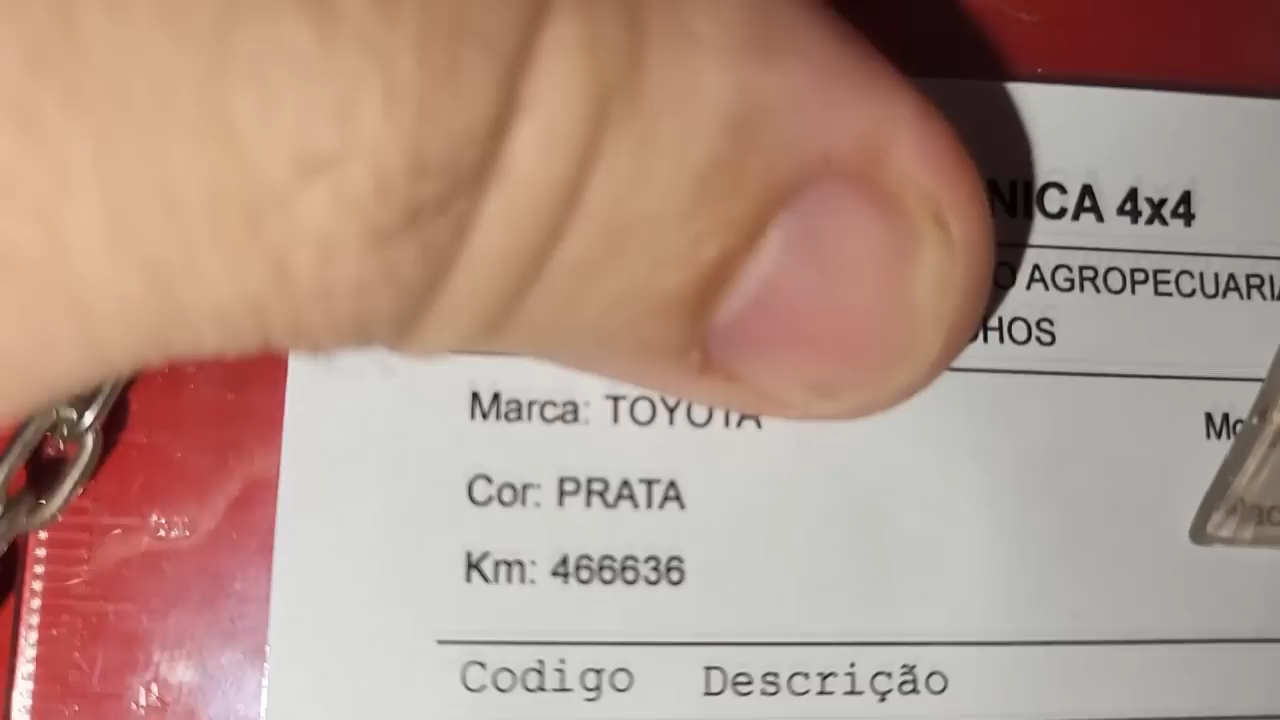 NICA 4x4
O AGROPECUARIA
HOS
Marca: TOYOTA
Cor: PRATA
Km: 466636
Codigo Descrição